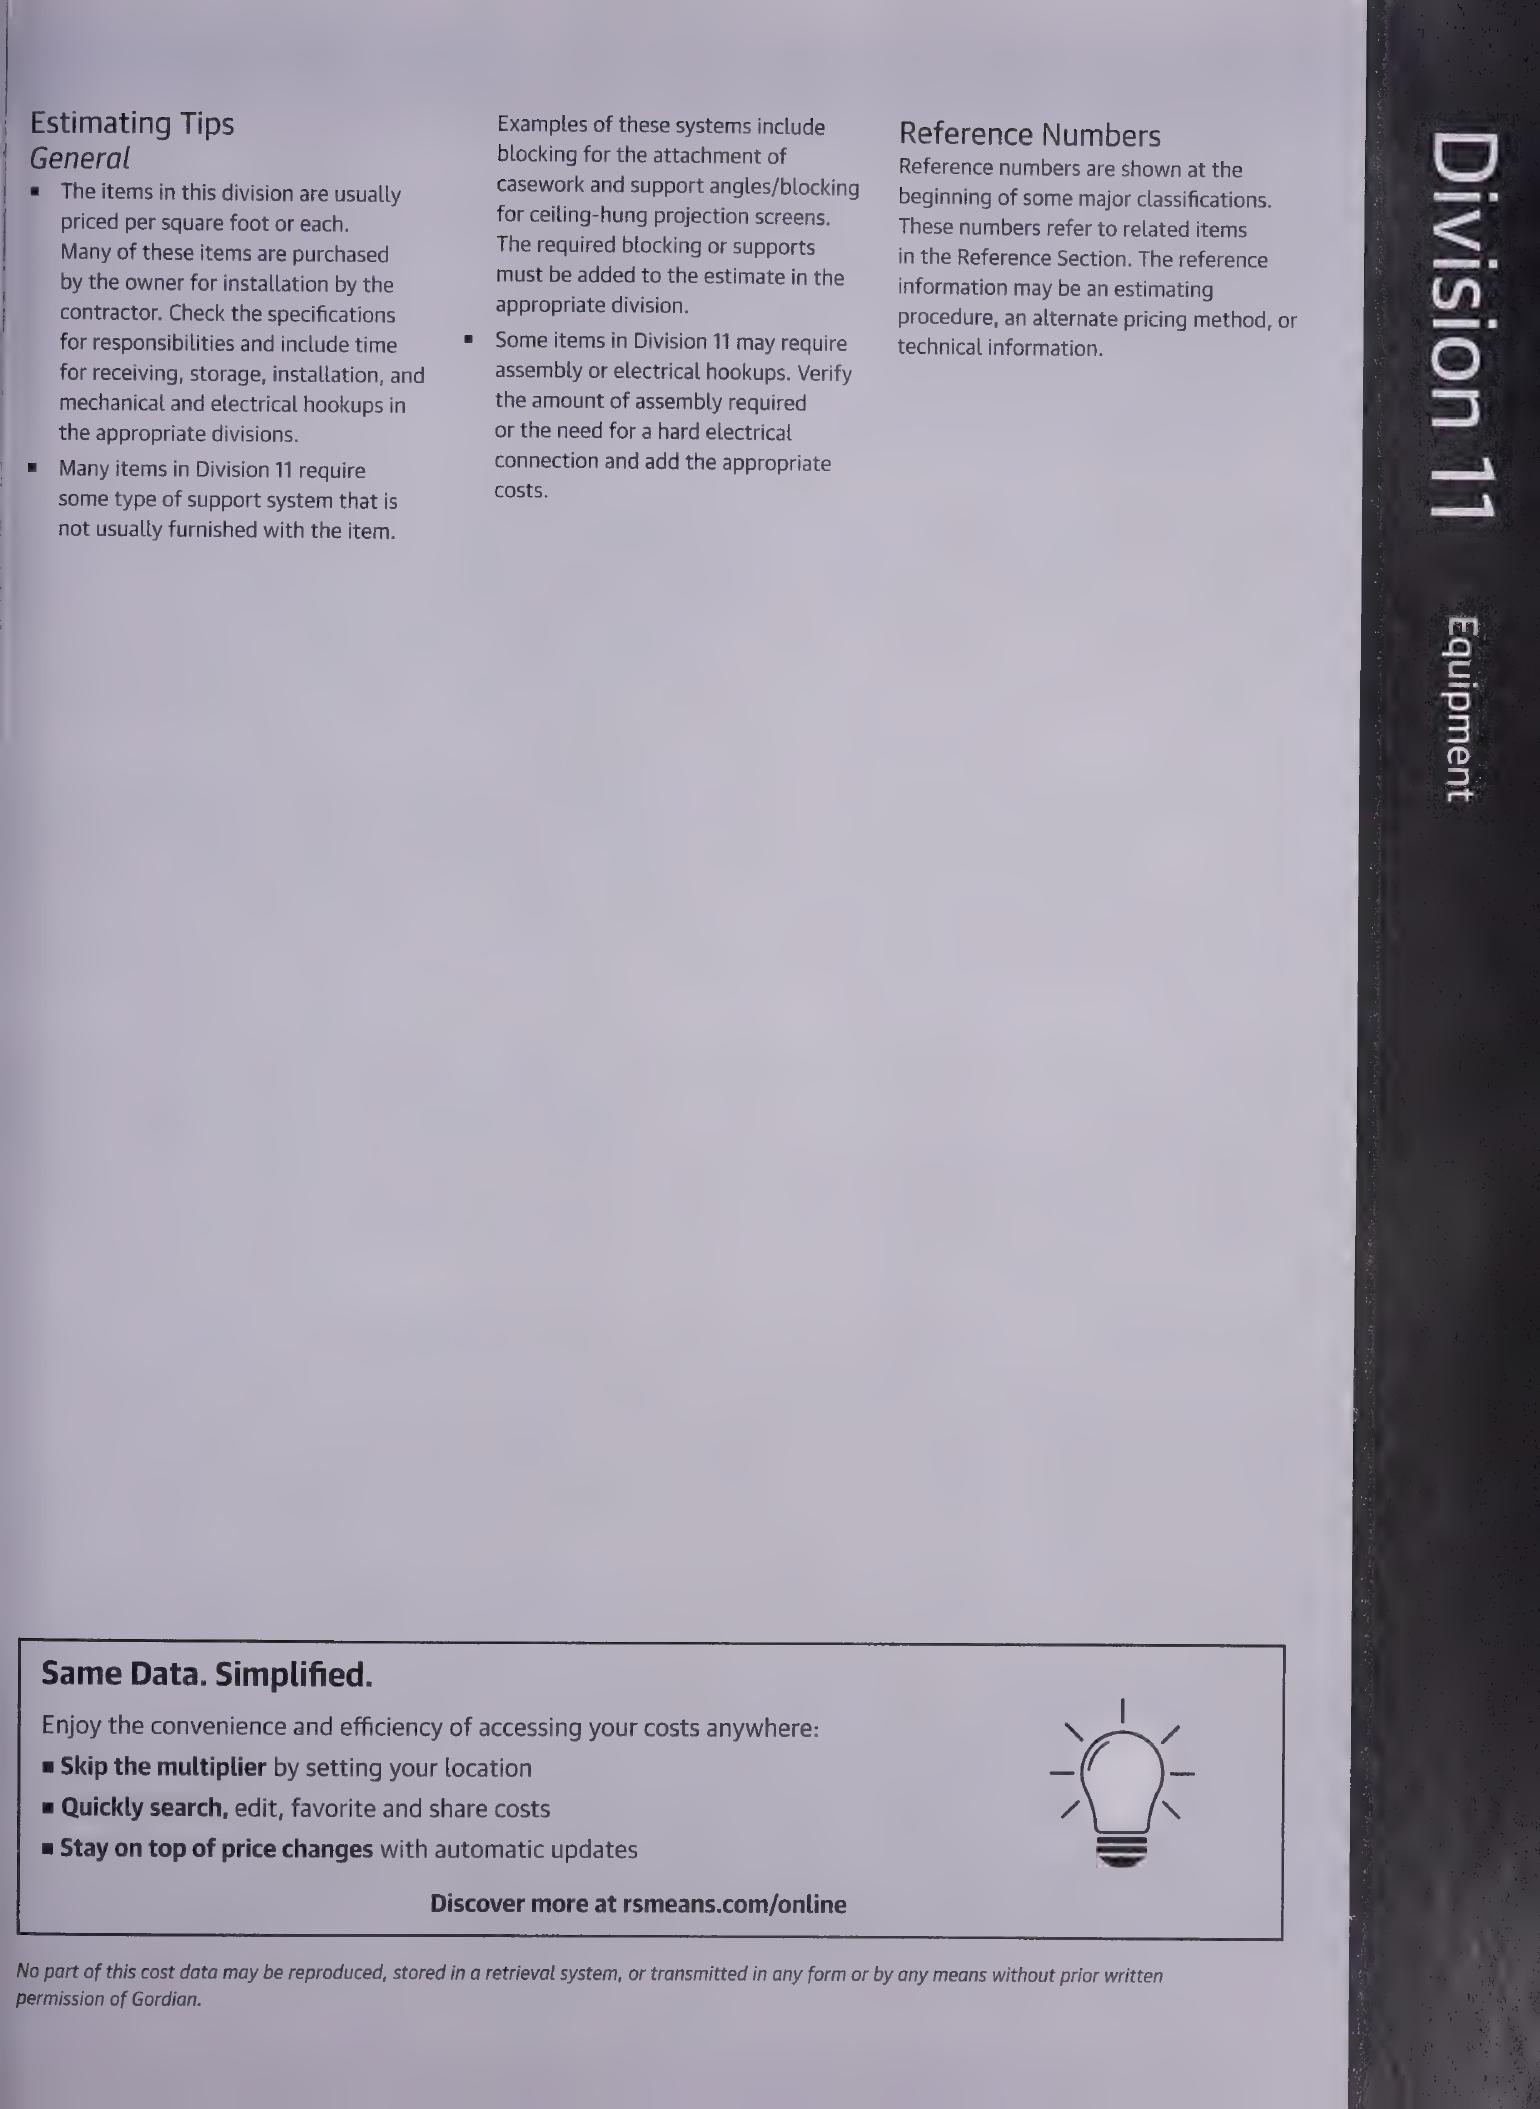 Estimating Tips
General
▪ The items in this division are usually
priced per square foot or each.
Many of these items are purchased
by the owner for installation by the
contractor. Check the specifications
for responsibilities and include time
for receiving, storage, installation, and
mechanical and electrical hookups in
the appropriate divisions.
▪ Many items in Division 11 require
some type of support system that is
not usually furnished with the item.
Examples of these systems include
blocking for the attachment of
casework and support angles/blocking
for ceiling-hung projection screens.
The required blocking or supports
must be added to the estimate in the
appropriate division.
▪ Some items in Division 11 may require
assembly or electrical hookups. Verify
the amount of assembly required
or the need for a hard electrical
connection and add the appropriate
costs.
Reference Numbers
Reference numbers are shown at the
beginning of some major classifications.
These numbers refer to related items
in the Reference Section. The reference
information may be an estimating
procedure, an alternate pricing method, or
technical information.
Division 11 Equipment
Same Data. Simplified.
Enjoy the convenience and efficiency of accessing your costs anywhere:
▪ Skip the multiplier by setting your location
▪ Quickly search, edit, favorite and share costs
▪ Stay on top of price changes with automatic updates
Discover more at rsmeans.com/online
No part of this cost data may be reproduced, stored in a retrieval system, or transmitted in any form or by any means without prior written
permission of Gordian.